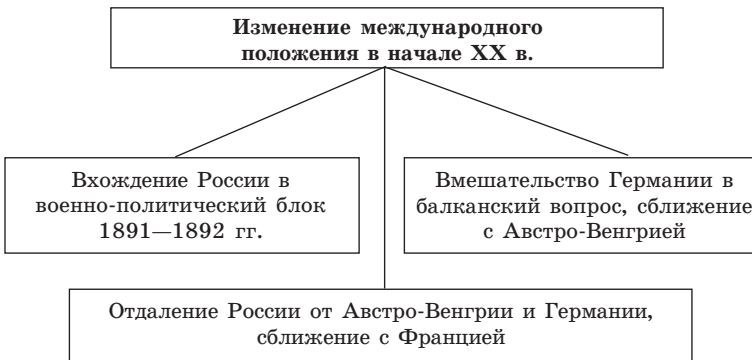 Изменение международного
положения в начале XX в.
Вхождение России в
военно-политический блок
1891—1892 гг.
Вмешательство Германии в
балканский вопрос, сближение
с Австро-Венгрией
Отдаление России от Австро-Венгрии и Германии,
сближение с Францией